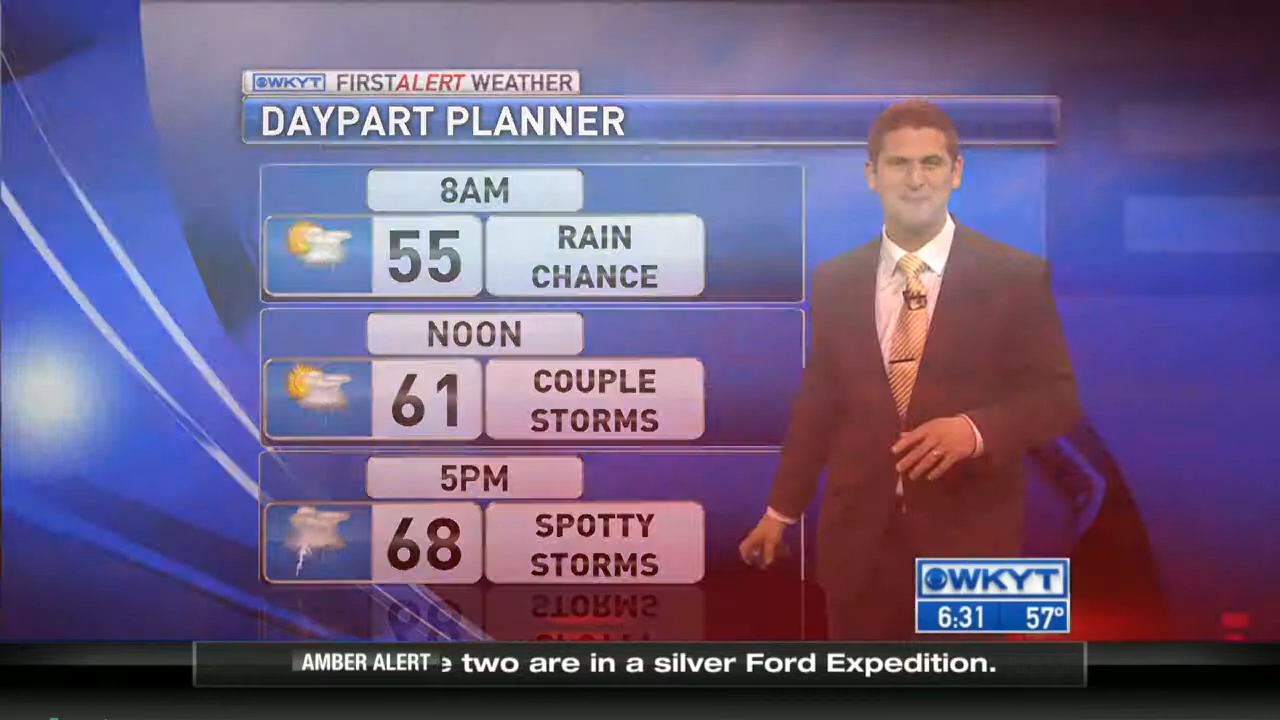 WKYT FIRSTALERT WEATHER
DAYPART PLANNER
8AM
55
RAIN
CHANCE
NOON
61
COUPLE
STORMS
5PM
68
SPOTTY
STORMS
WKYT
6:31 57°
AMBER ALERT two are in a silver Ford Expedition.